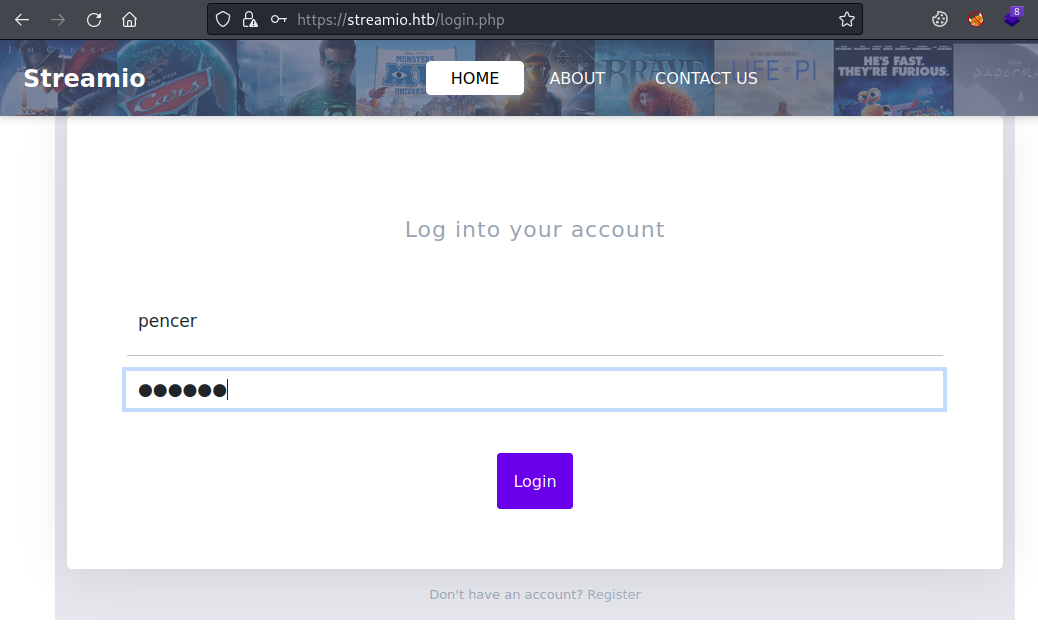 8
https://streamio.htb/login.php
JIM CARREY
Streamio
HOME
ABOUT
CONTACT US
Cars
MONSTERS
UNIVERSITY
BRAVE
LIFE OF PI
HE'S FAST.
THEY'RE FURIOUS.
Log into your account
pencer
●●●●●●
Login
Don't have an account? Register